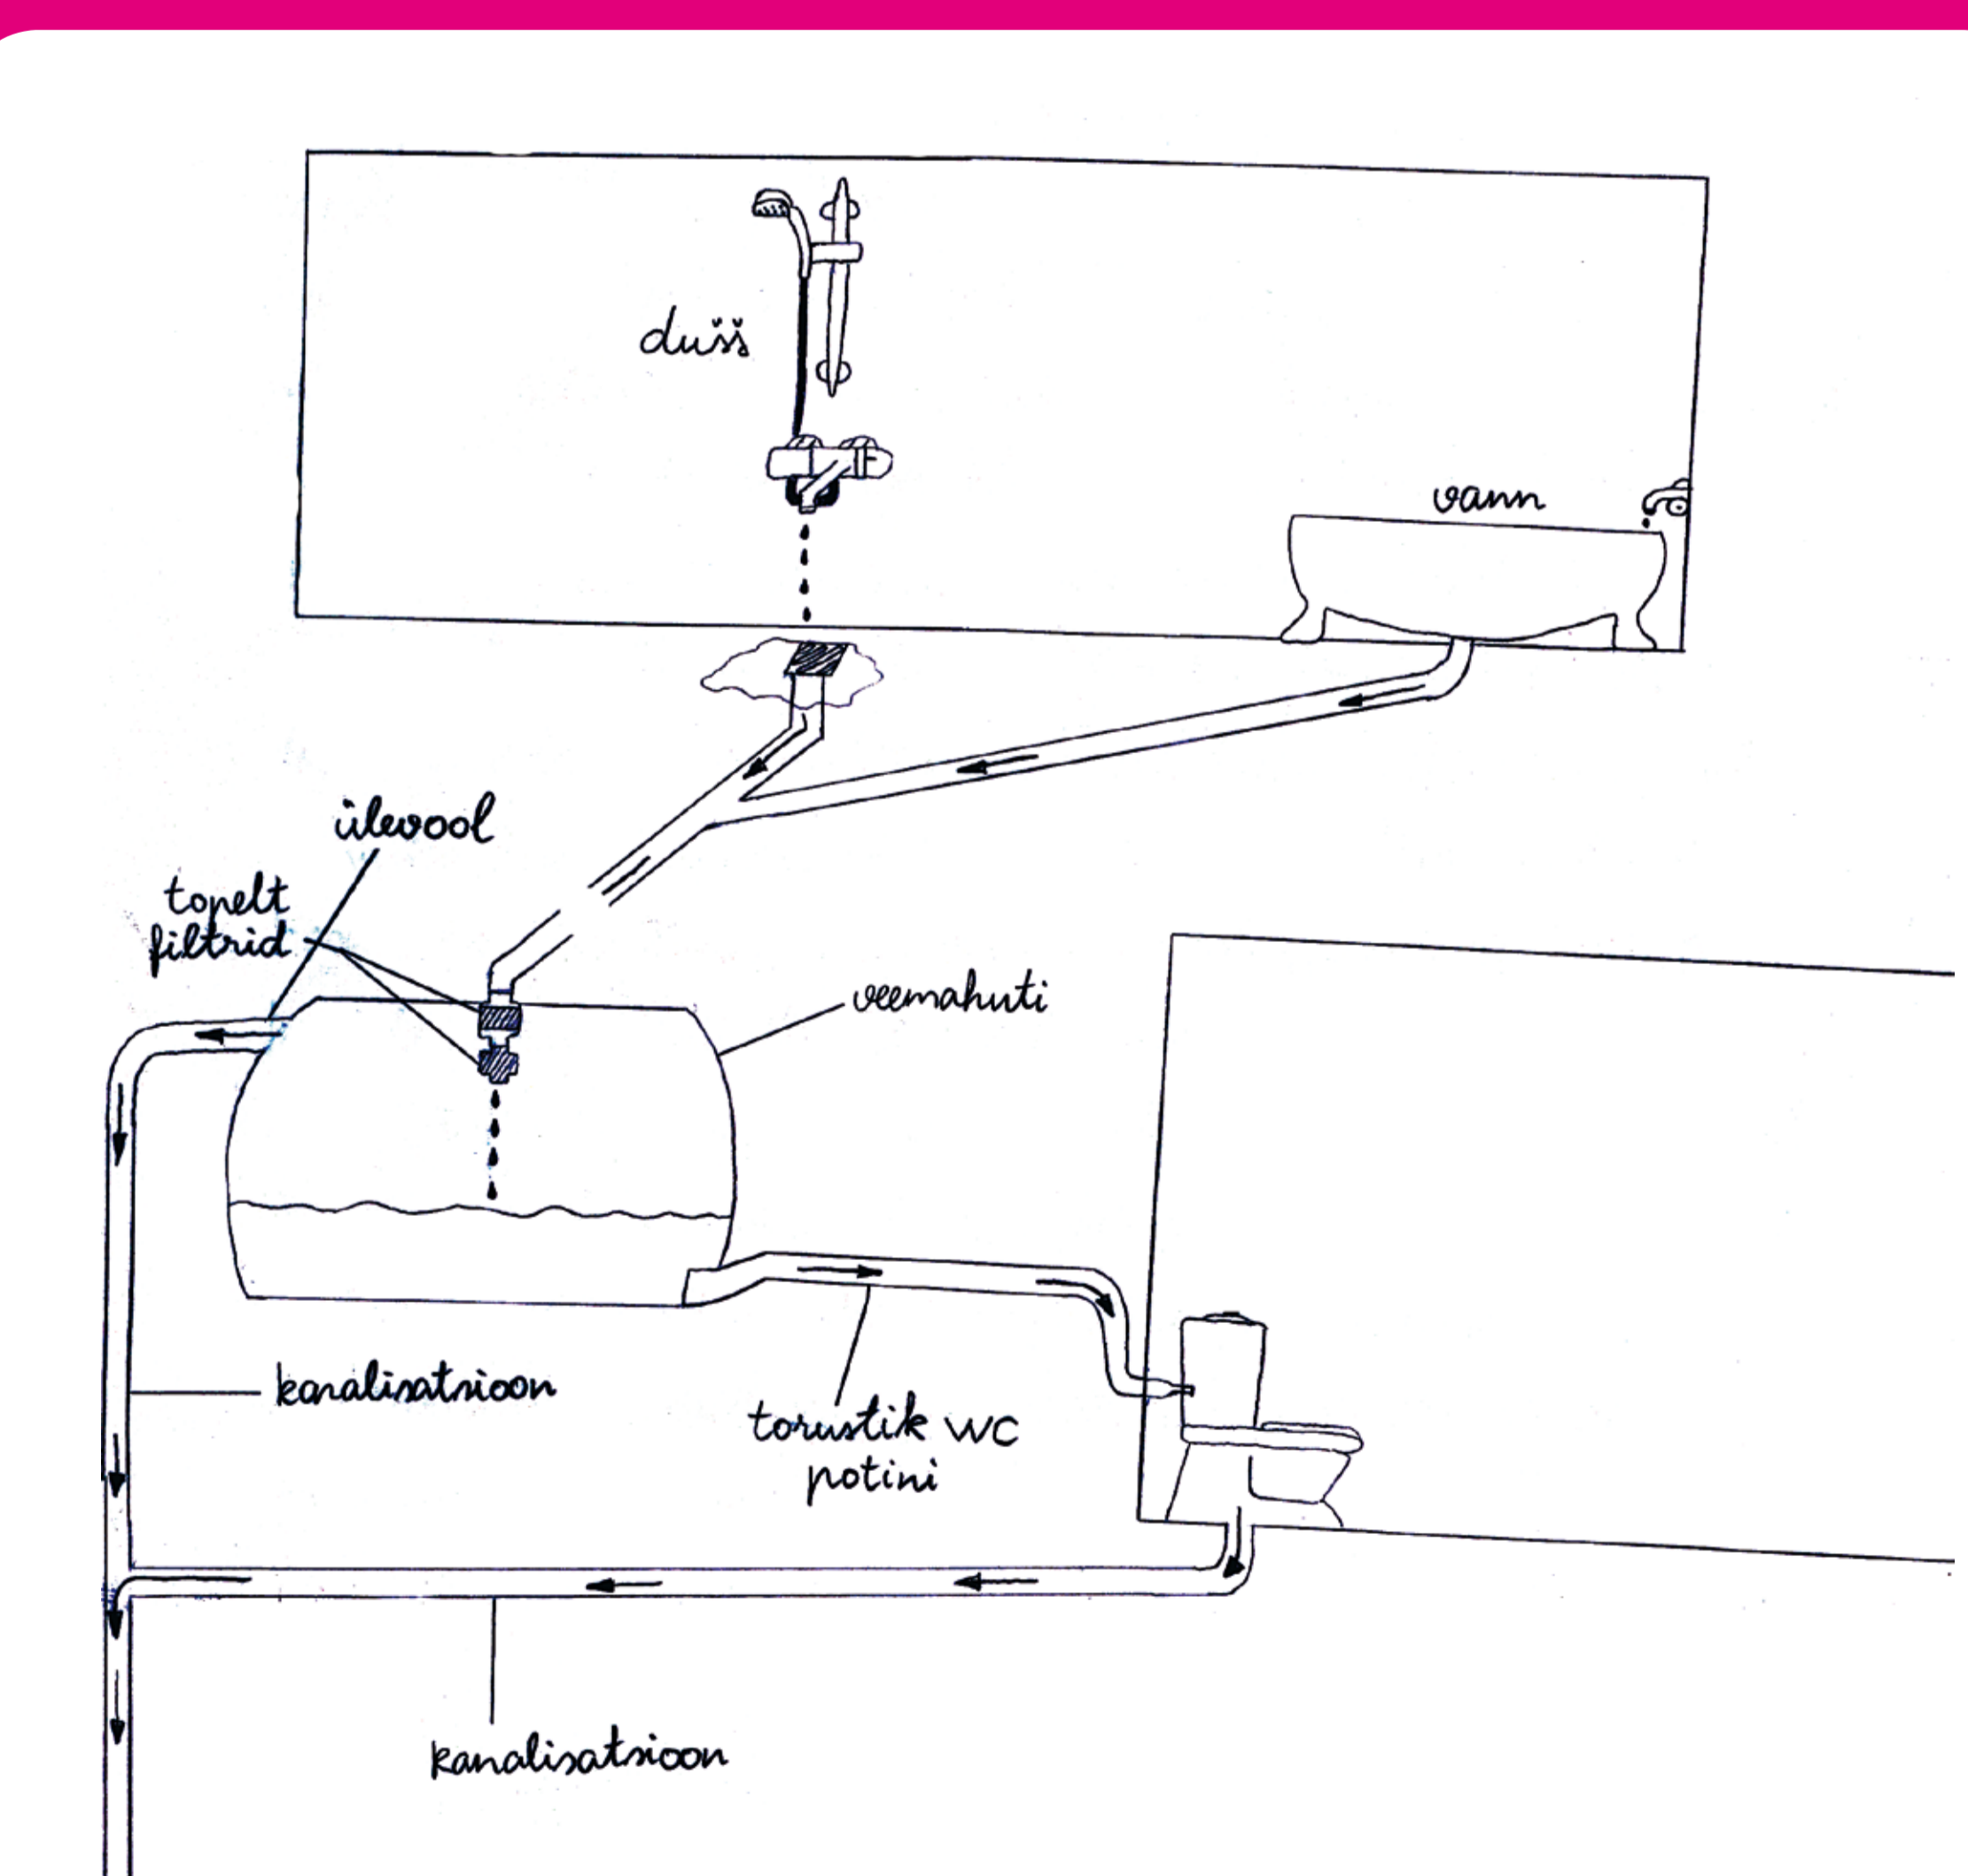 dušš
vann
ülevool
topelt
filtrid
veemahuti
kanalisatsioon
torustik WC
potini
kanalisatsioon